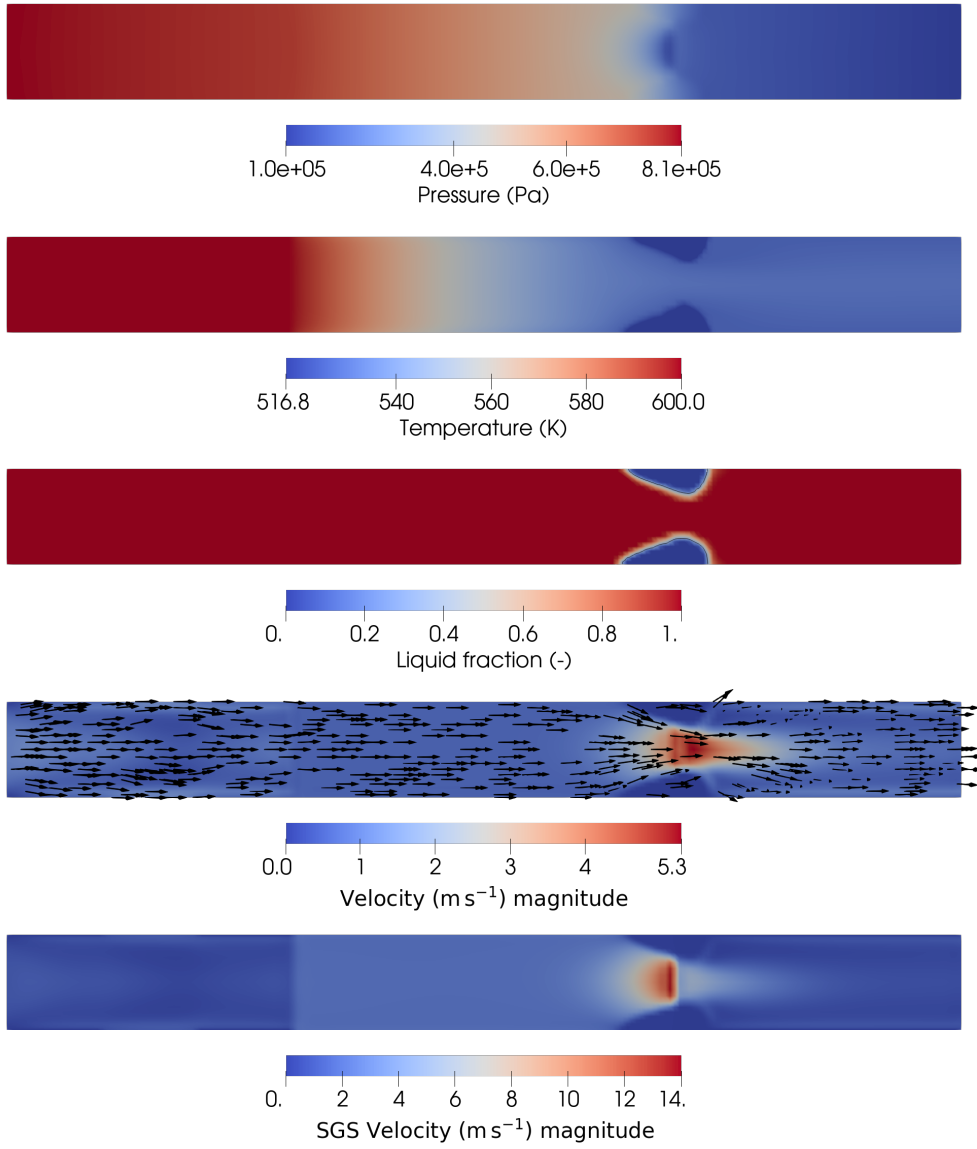 1.0e+05 4.0e+5 6.0e+5 8.1e+05
Pressure (Pa)
516.8 540 560 580 600.0
Temperature (K)
0. 0.2 0.4 0.6 0.8 1.
Liquid fraction (-)
0.0 1 2 3 4 5.3
Velocity (m s⁻¹) magnitude
0. 2 4 6 8 10 12 14.
SGS Velocity (m s⁻¹) magnitude